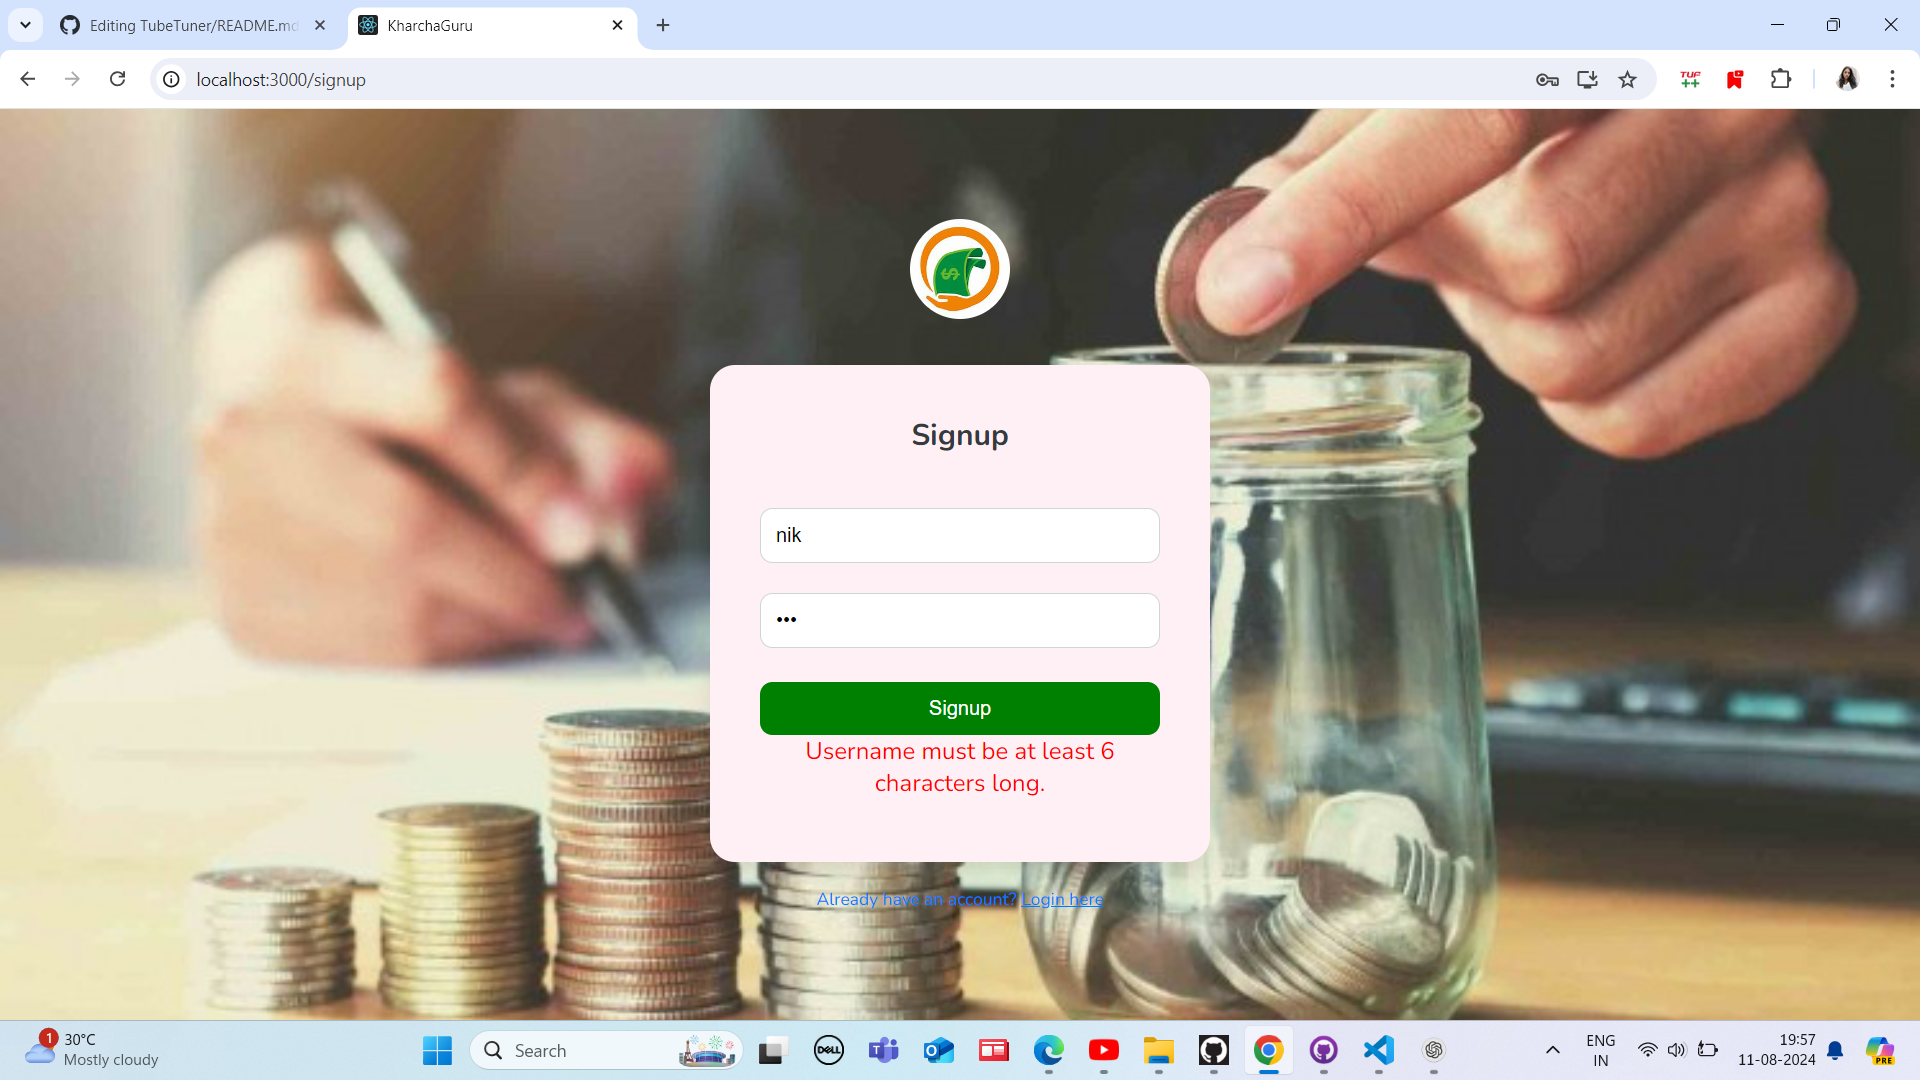 Editing TubeTuner/README.md
KharchaGuru
localhost:3000/signup
TUF
++
$
Signup
nik
•••
Signup
Username must be at least 6
characters long.
Already have an account? Login here
1
30°C
Mostly cloudy
Search
DELL
ENG
IN
19:57
11-08-2024
PRE